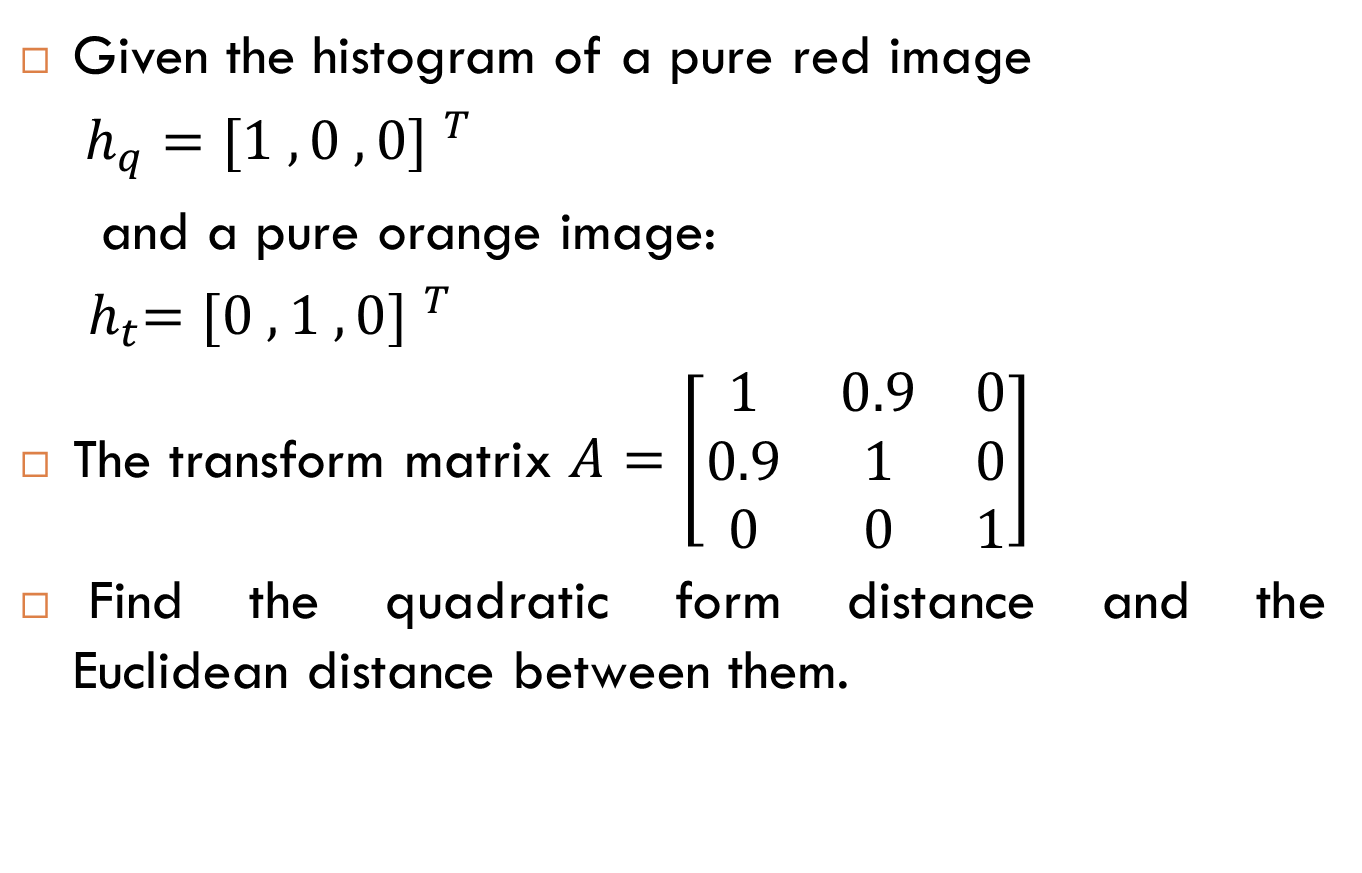 □ Given the histogram of a pure red image
h_q = [1 , 0 , 0] ^T
and a pure orange image:
h_t= [0 , 1 , 0] ^T
□ The transform matrix A = [1 0.9 0
0.9 1 0
0 0 1]
□ Find the quadratic form distance and the
Euclidean distance between them.